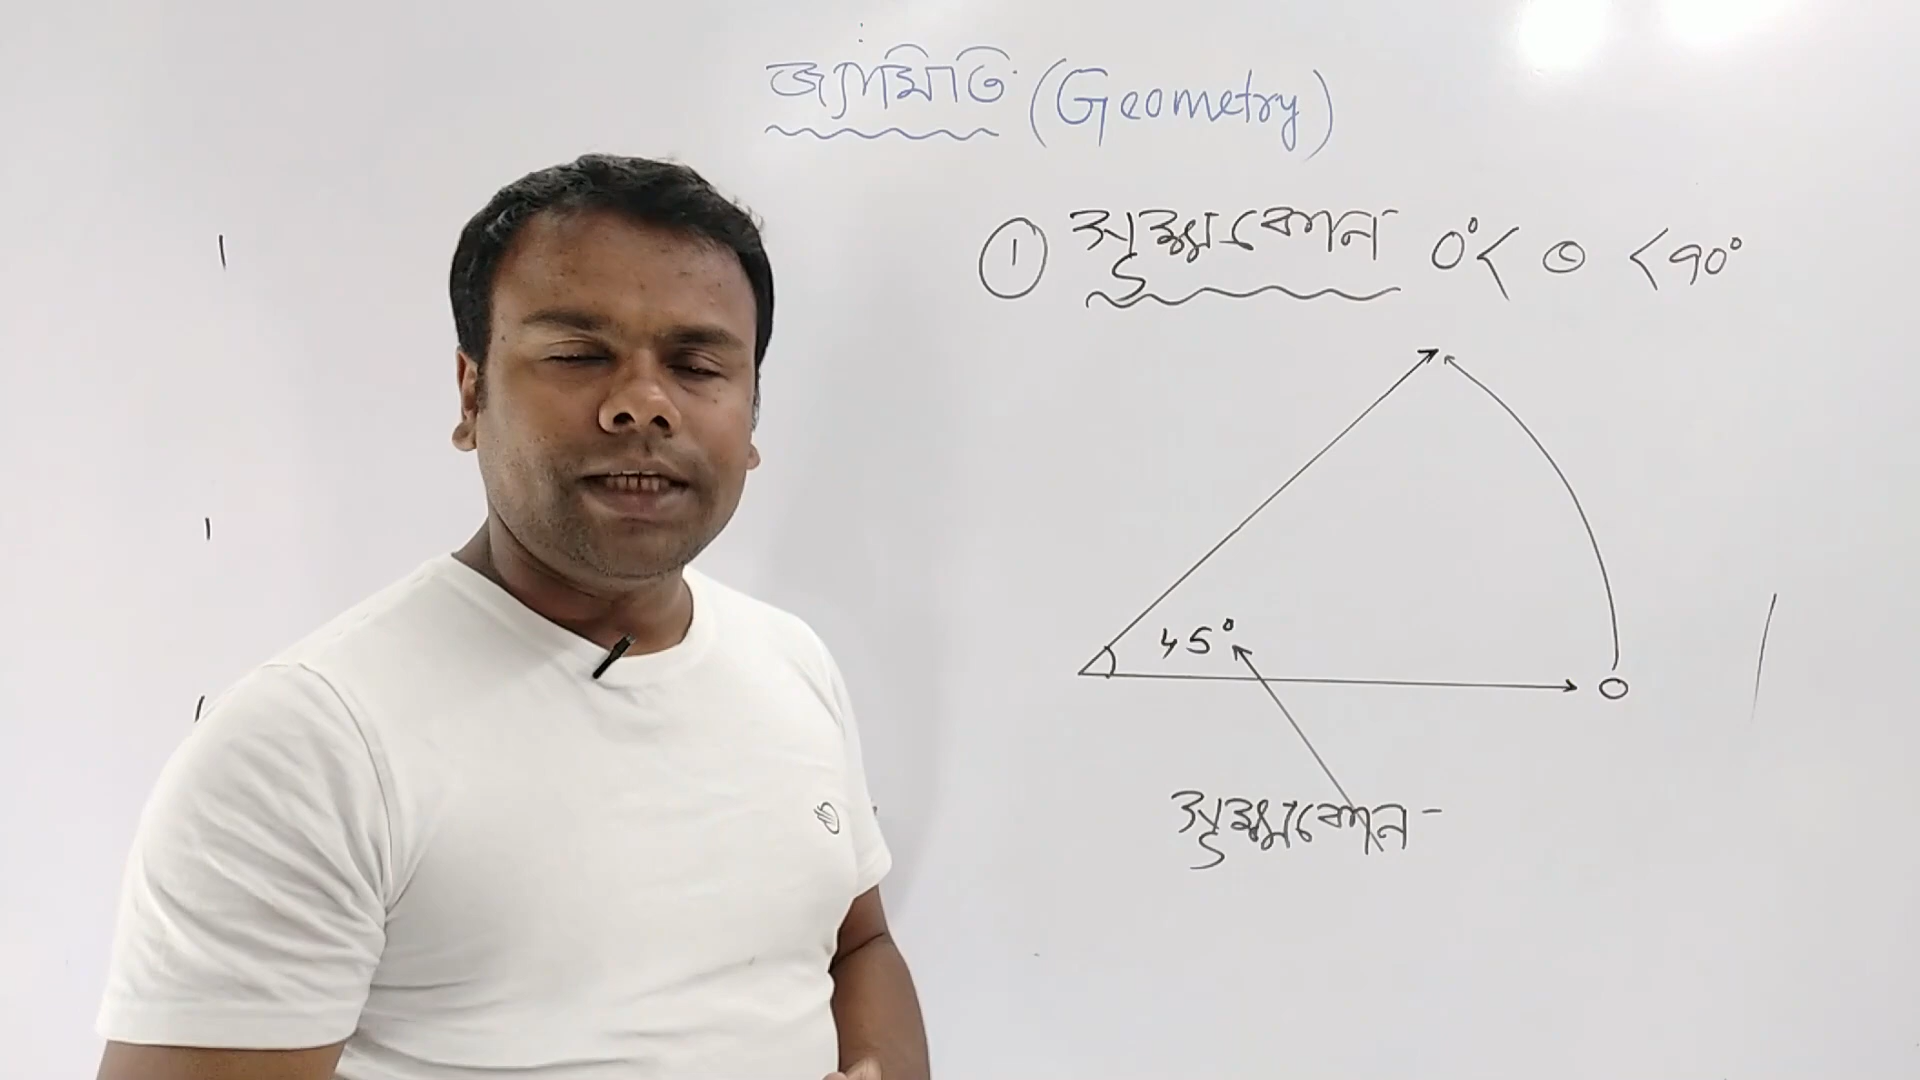 জ্যামিতি (Geometry)
① সূক্ষ্মকোন 0° < ⊙ < 90°
45°
সূক্ষ্মকোন